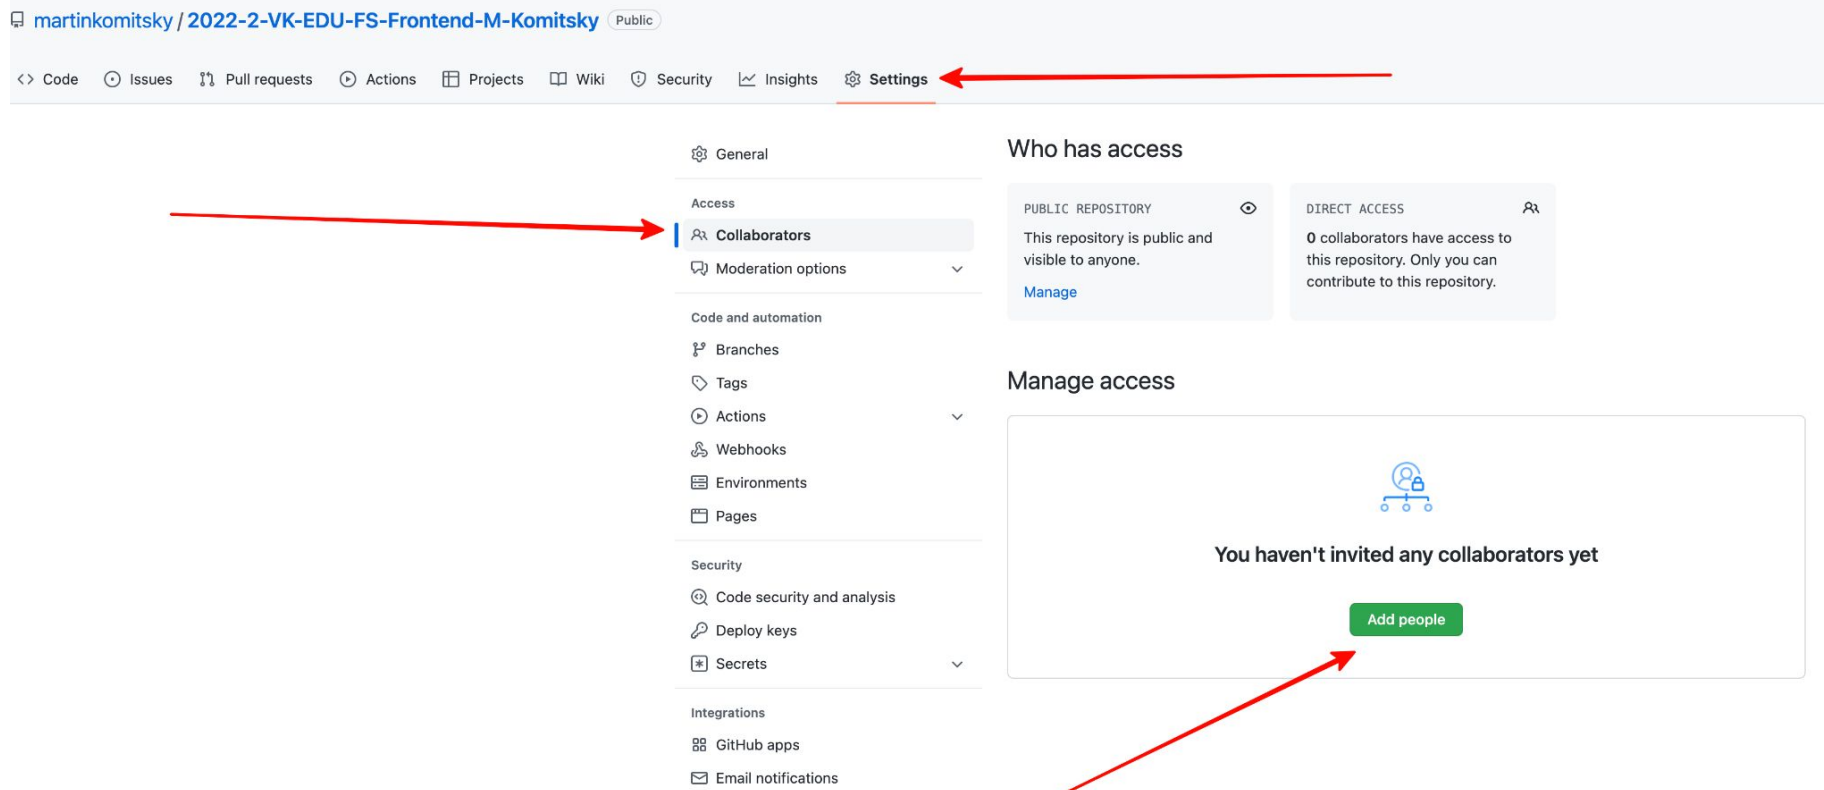 martinkomitsky / 2022-2-VK-EDU-FS-Frontend-M-Komitsky Public
Code Issues Pull requests Actions Projects Wiki Security Insights Settings
General
Access
Collaborators
Moderation options
Code and automation
Branches
Tags
Actions
Webhooks
Environments
Pages
Security
Code security and analysis
Deploy keys
Secrets
Integrations
GitHub apps
Email notifications
Who has access
PUBLIC REPOSITORY
This repository is public and
visible to anyone.
Manage
DIRECT ACCESS
0 collaborators have access to
this repository. Only you can
contribute to this repository.
Manage access
You haven't invited any collaborators yet
Add people